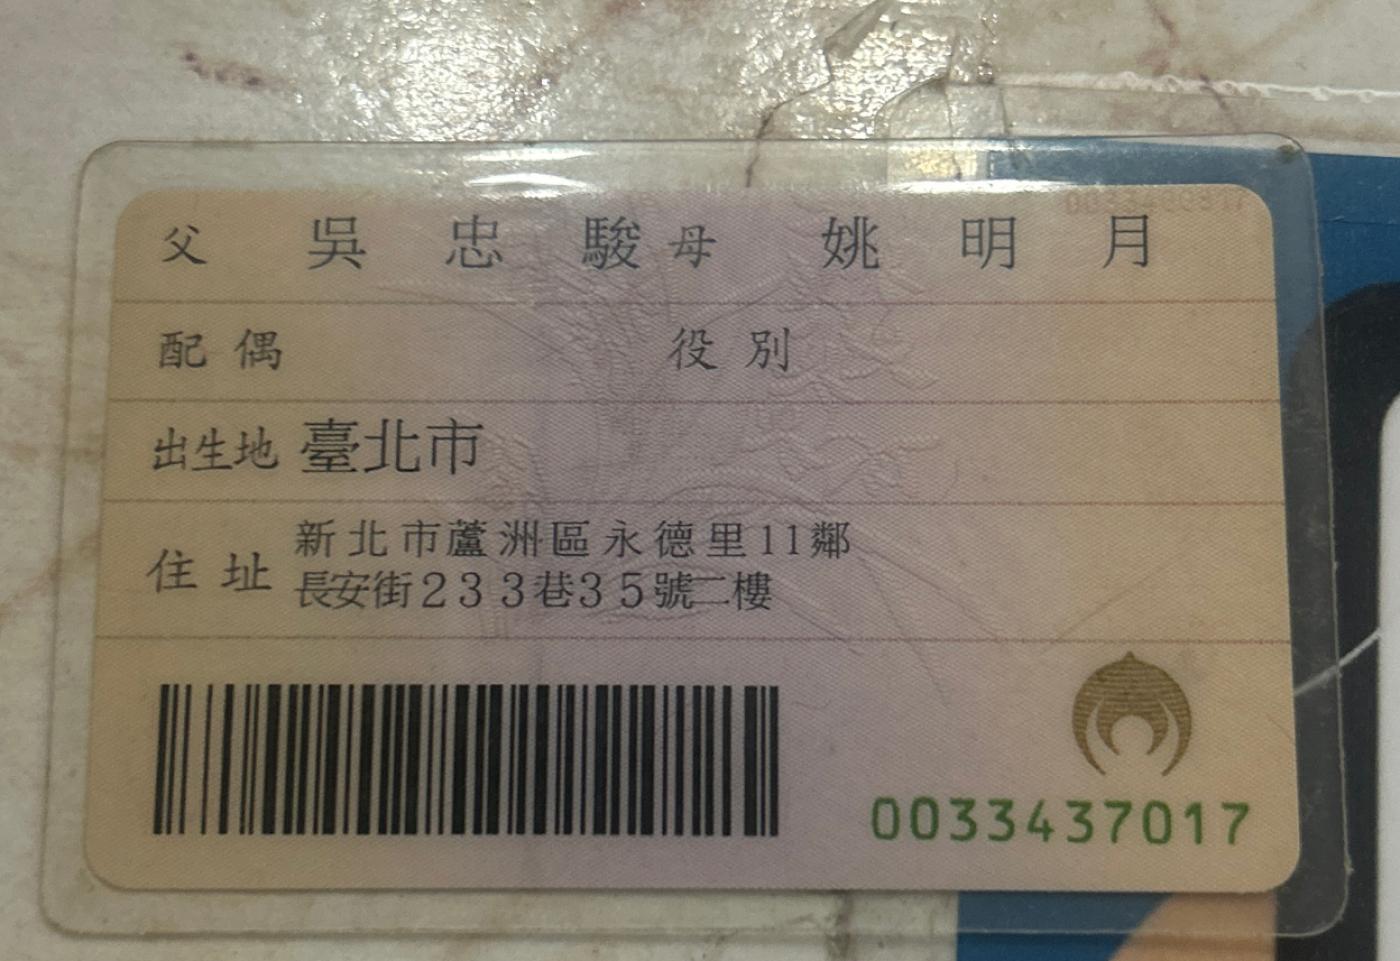 父 吳忠駿 母 姚明月
配偶 役別
出生地 臺北市
住址 新北市蘆洲區永德里11鄰
長安街233巷35號二樓
0033437017